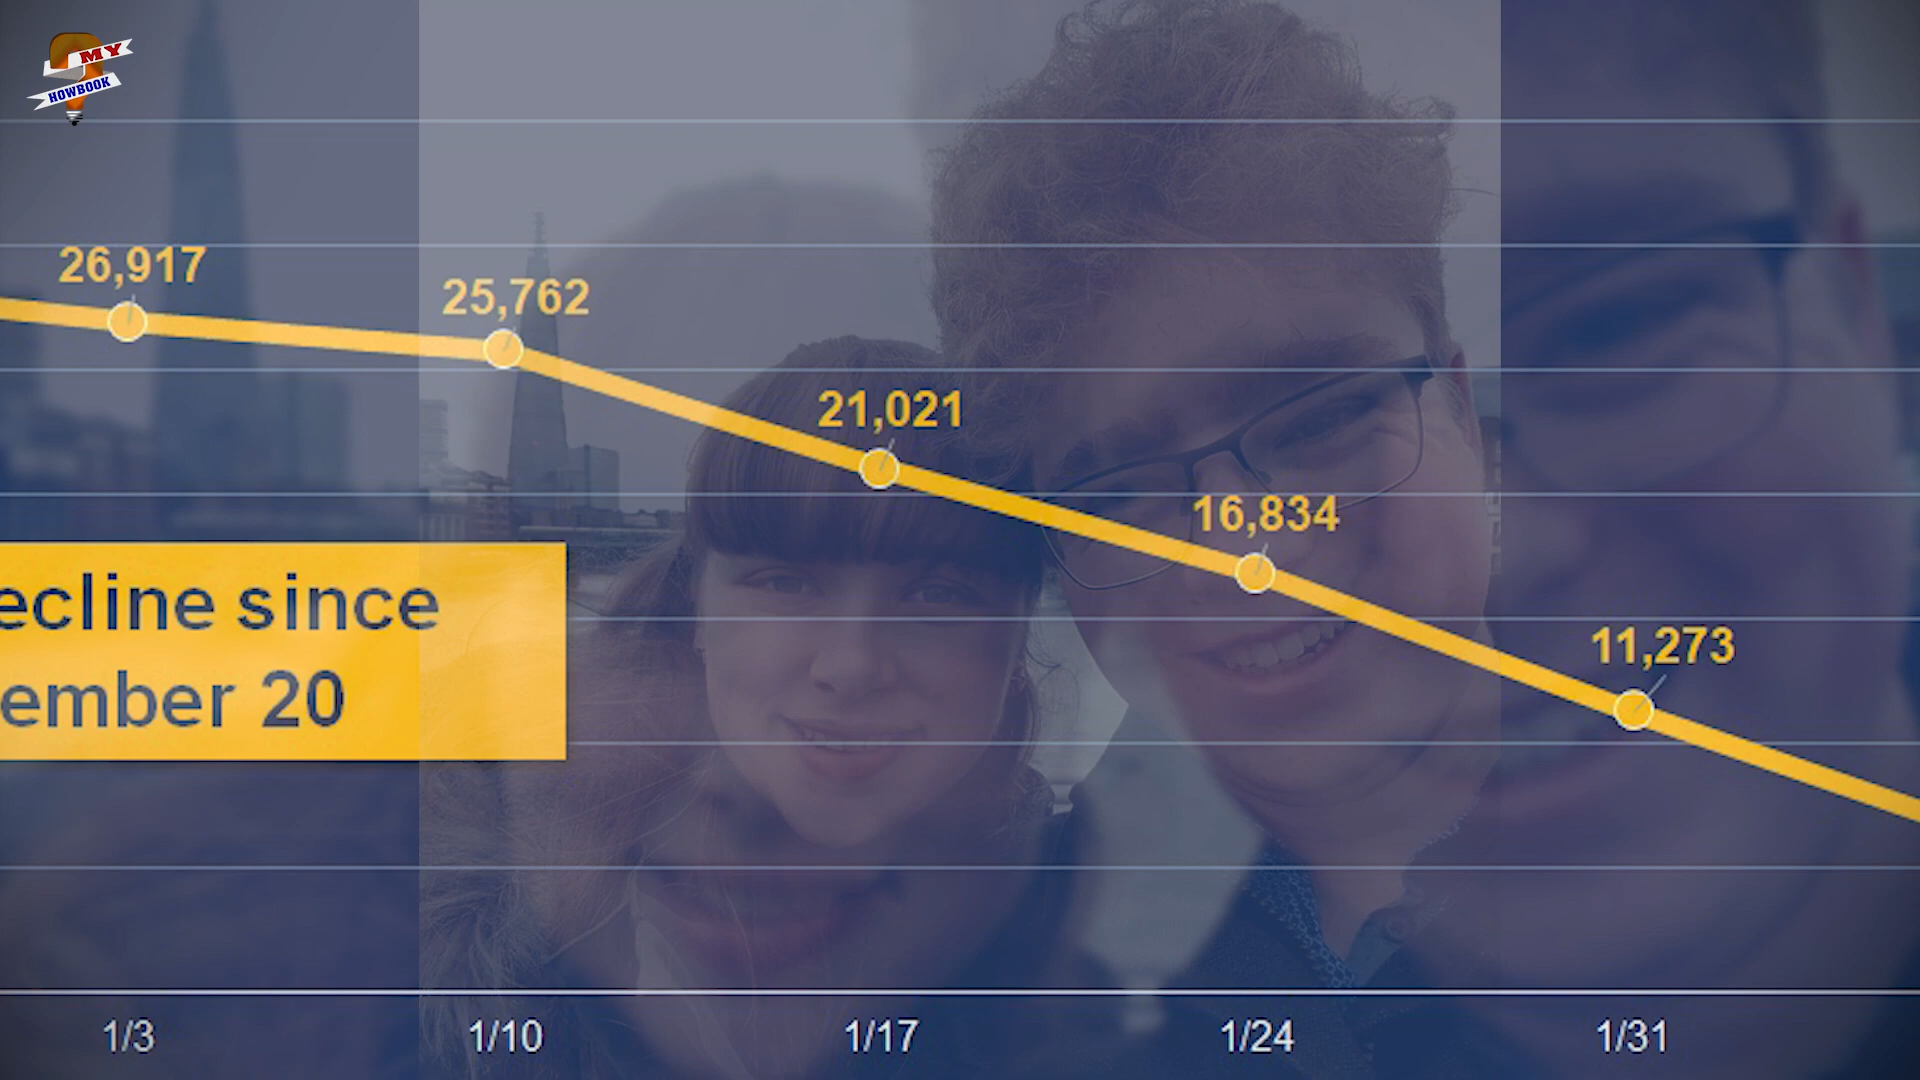 MY
HOWBOOK
26,917
25,762
21,021
16,834
11,273
ecline since
ember 20
1/3
1/10
1/17
1/24
1/31